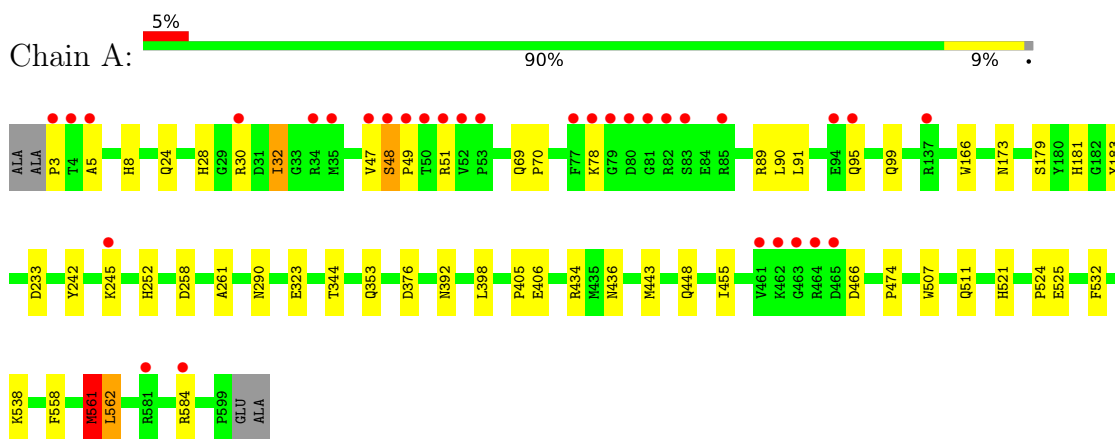 5%
Chain A:
90% 9% •
ALA ALA P3 T4 A5 H8 Q24 H28 G29 R30 D31 I32 G33 R34 M35 V47 S48 P49 T50 R51 V52 P53 Q69 P70 F77 K78 G79 D80 G81 R82 S83 E84 R85 R89 L90 L91 E94 Q95 Q99 R137 W166 N173 S179 Y180 H181 G182 Y183
D233 Y242 K245 H252 D258 A261 N290 E323 T344 Q353 D376 N392 L398 P405 E406 R434 M435 N436 M443 Q448 I455 V461 K462 G463 R464 D465 D466 P474 W507 Q511 H521 P524 E525 F532
K538 F558 M561 L562 R581 R584 P599 GLU ALA